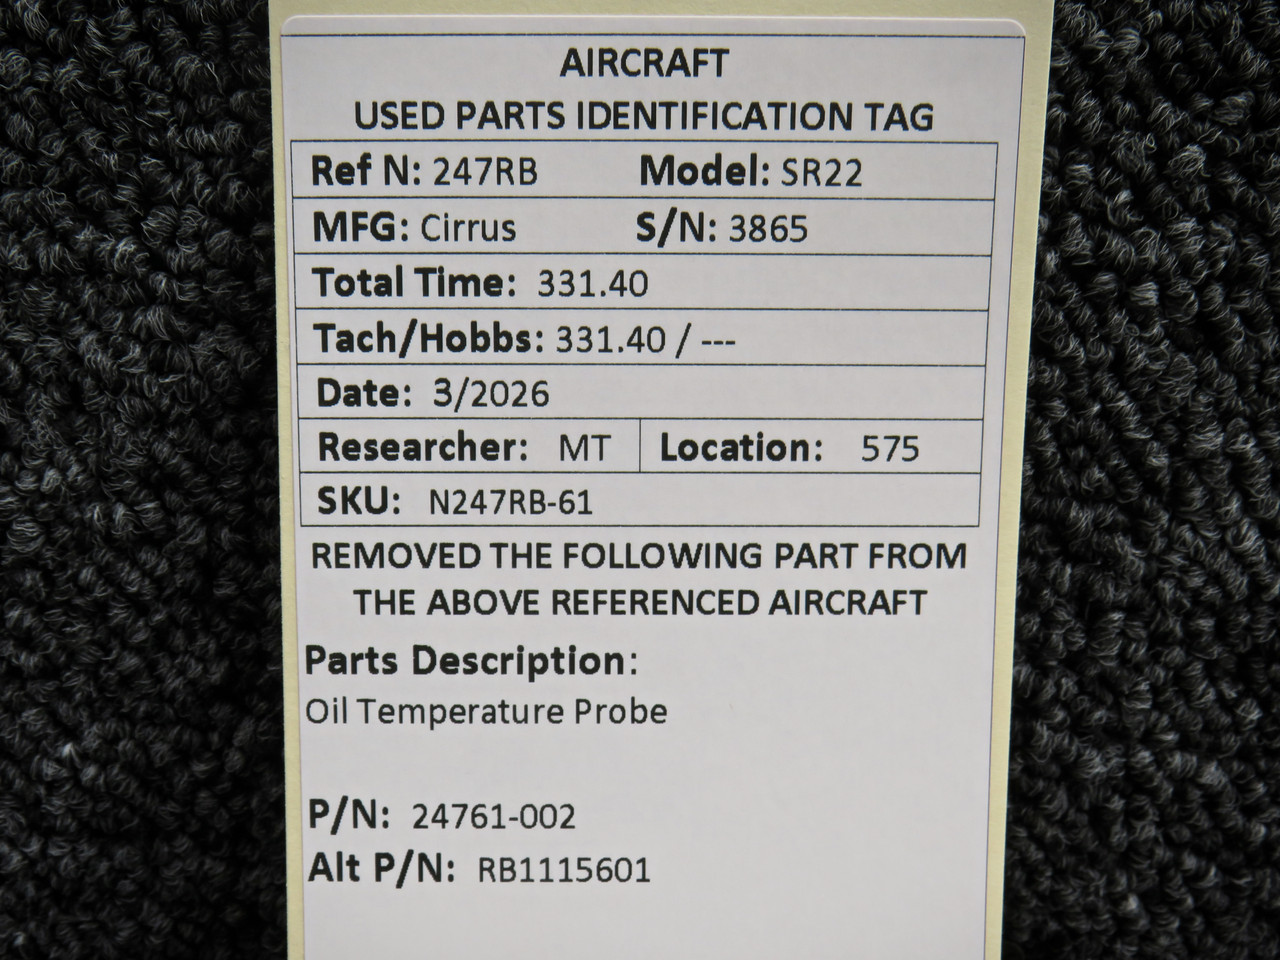 AIRCRAFT
USED PARTS IDENTIFICATION TAG
Ref N: 247RB Model: SR22
MFG: Cirrus S/N: 3865
Total Time: 331.40
Tach/Hobbs: 331.40 / ---
Date: 3/2026
Researcher: MT Location: 575
SKU: N247RB-61
REMOVED THE FOLLOWING PART FROM
THE ABOVE REFERENCED AIRCRAFT
Parts Description:
Oil Temperature Probe
P/N: 24761-002
Alt P/N: RB1115601